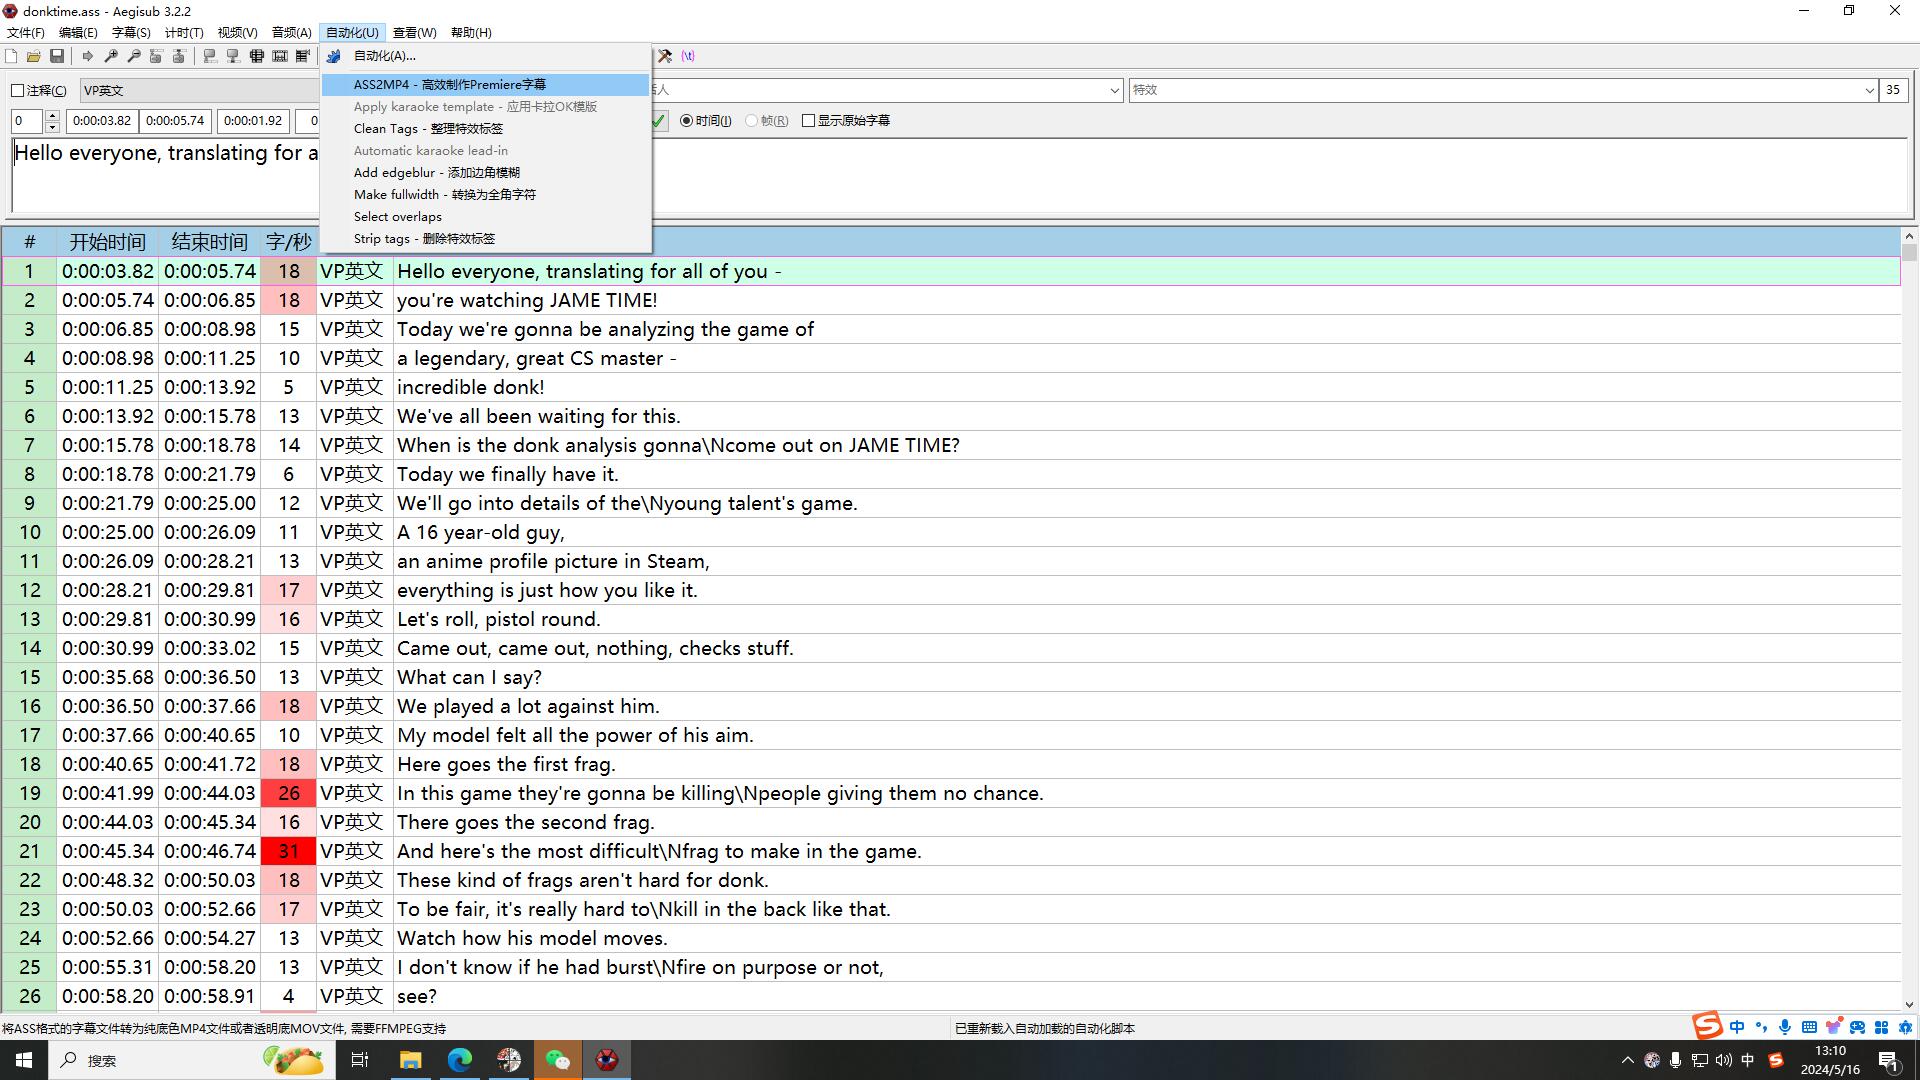 donktime.ass - Aegisub 3.2.2
文件(F) 编辑(E) 字幕(S) 计时(T) 视频(V) 音频(A) 自动化(U) 查看(W) 帮助(H)
自动化(A)...
ASS2MP4 - 高效制作Premiere字幕
Apply karaoke template - 应用卡拉OK模版
Clean Tags - 整理特效标签
Automatic karaoke lead-in
Add edgeblur - 添加边角模糊
Make fullwidth - 转换为全角字符
Select overlaps
Strip tags - 删除特效标签
注释(C) VP英文 人 特效 35
0 0:00:03.82 0:00:05.74 0:00:01.92 0 时间(I) 帧(R) 显示原始字幕
Hello everyone, translating for a
# 开始时间 结束时间 字/秒
1 0:00:03.82 0:00:05.74 18 VP英文 Hello everyone, translating for all of you -
2 0:00:05.74 0:00:06.85 18 VP英文 you're watching JAME TIME!
3 0:00:06.85 0:00:08.98 15 VP英文 Today we're gonna be analyzing the game of
4 0:00:08.98 0:00:11.25 10 VP英文 a legendary, great CS master -
5 0:00:11.25 0:00:13.92 5 VP英文 incredible donk!
6 0:00:13.92 0:00:15.78 13 VP英文 We've all been waiting for this.
7 0:00:15.78 0:00:18.78 14 VP英文 When is the donk analysis gonna\Ncome out on JAME TIME?
8 0:00:18.78 0:00:21.79 6 VP英文 Today we finally have it.
9 0:00:21.79 0:00:25.00 12 VP英文 We'll go into details of the\Nyoung talent's game.
10 0:00:25.00 0:00:26.09 11 VP英文 A 16 year-old guy,
11 0:00:26.09 0:00:28.21 13 VP英文 an anime profile picture in Steam,
12 0:00:28.21 0:00:29.81 17 VP英文 everything is just how you like it.
13 0:00:29.81 0:00:30.99 16 VP英文 Let's roll, pistol round.
14 0:00:30.99 0:00:33.02 15 VP英文 Came out, came out, nothing, checks stuff.
15 0:00:35.68 0:00:36.50 13 VP英文 What can I say?
16 0:00:36.50 0:00:37.66 18 VP英文 We played a lot against him.
17 0:00:37.66 0:00:40.65 10 VP英文 My model felt all the power of his aim.
18 0:00:40.65 0:00:41.72 18 VP英文 Here goes the first frag.
19 0:00:41.99 0:00:44.03 26 VP英文 In this game they're gonna be killing\Npeople giving them no chance.
20 0:00:44.03 0:00:45.34 16 VP英文 There goes the second frag.
21 0:00:45.34 0:00:46.74 31 VP英文 And here's the most difficult\Nfrag to make in the game.
22 0:00:48.32 0:00:50.03 18 VP英文 These kind of frags aren't hard for donk.
23 0:00:50.03 0:00:52.66 17 VP英文 To be fair, it's really hard to\Nkill in the back like that.
24 0:00:52.66 0:00:54.27 13 VP英文 Watch how his model moves.
25 0:00:55.31 0:00:58.20 13 VP英文 I don't know if he had burst\Nfire on purpose or not,
26 0:00:58.20 0:00:58.91 4 VP英文 see?
将ASS格式的字幕文件转为纯底色MP4文件或者透明底MOV文件, 需要FFMPEG支持 已重新载入自动加载的自动化脚本
中
搜索 中 13:10
2024/5/16 1